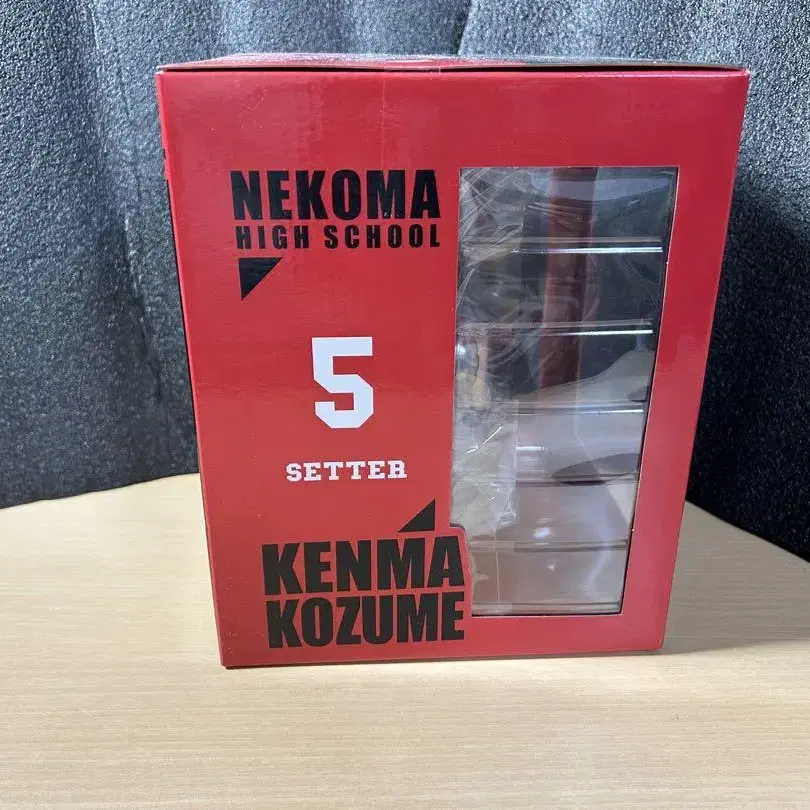 NEKOMA
HIGH SCHOOL
5
SETTER
KENMA
KOZUME